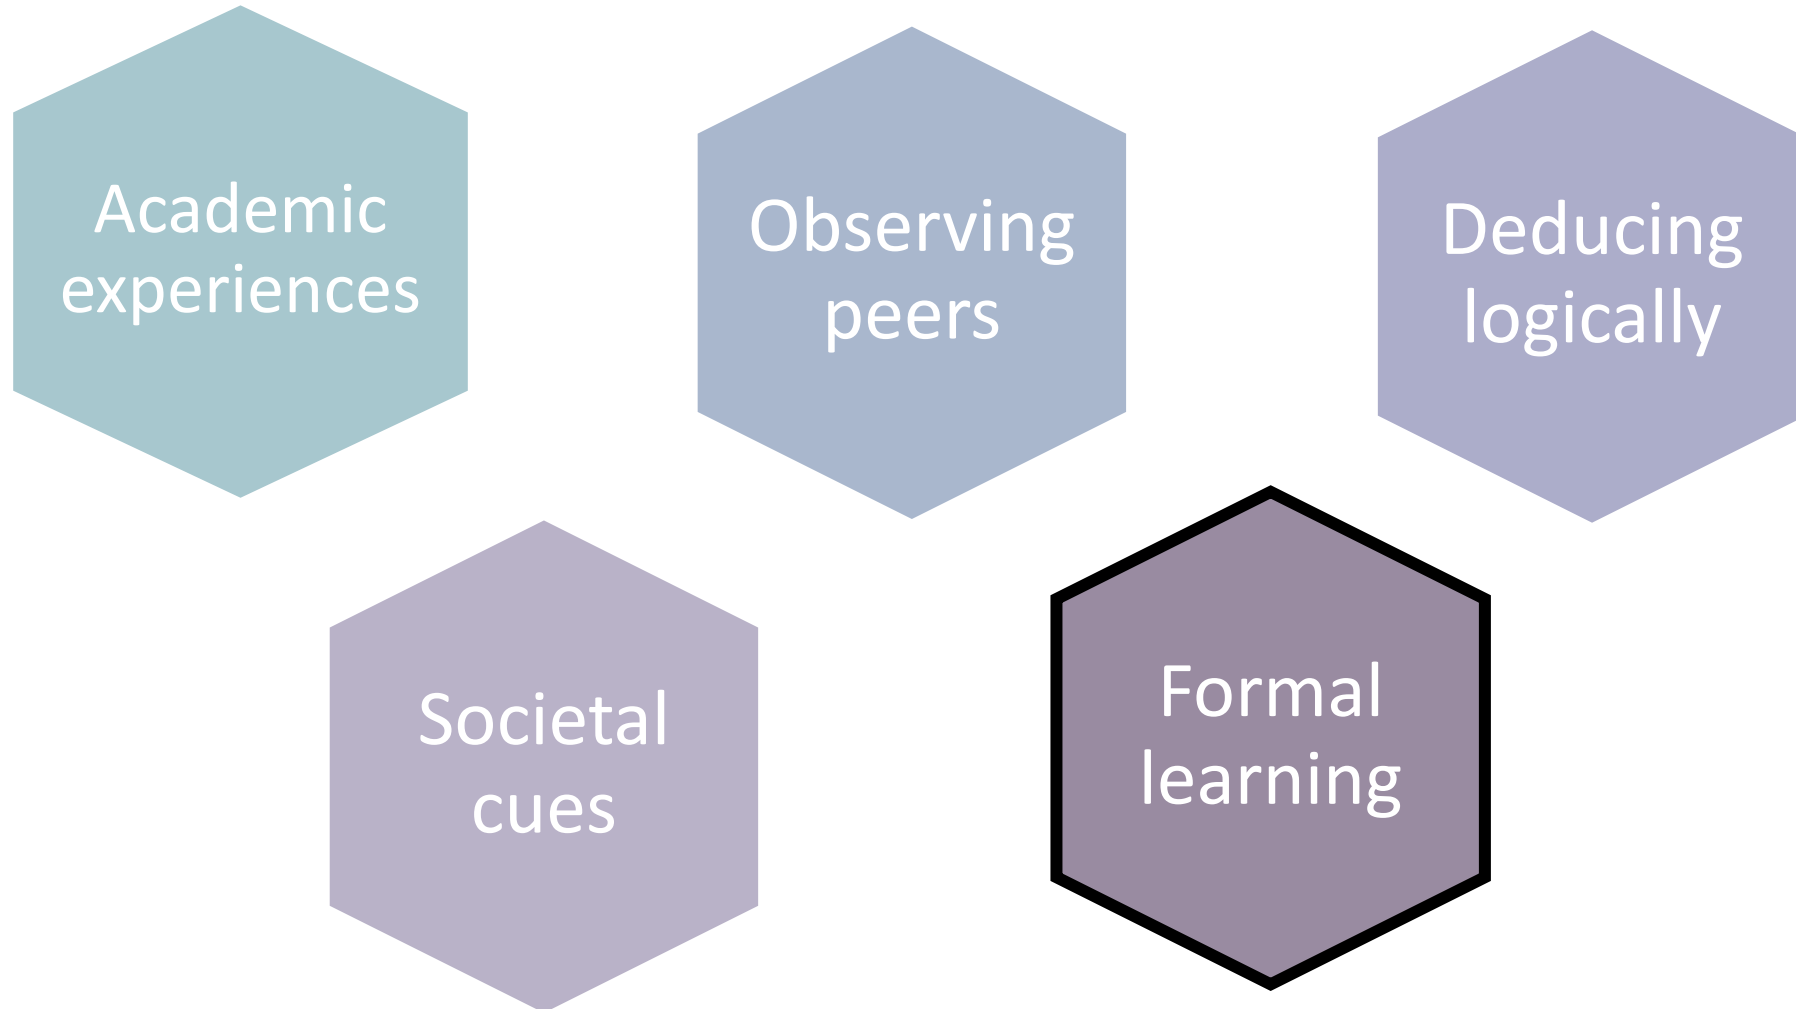 Academic
experiences
Observing
peers
Deducing
logically
Societal
cues
Formal
learning